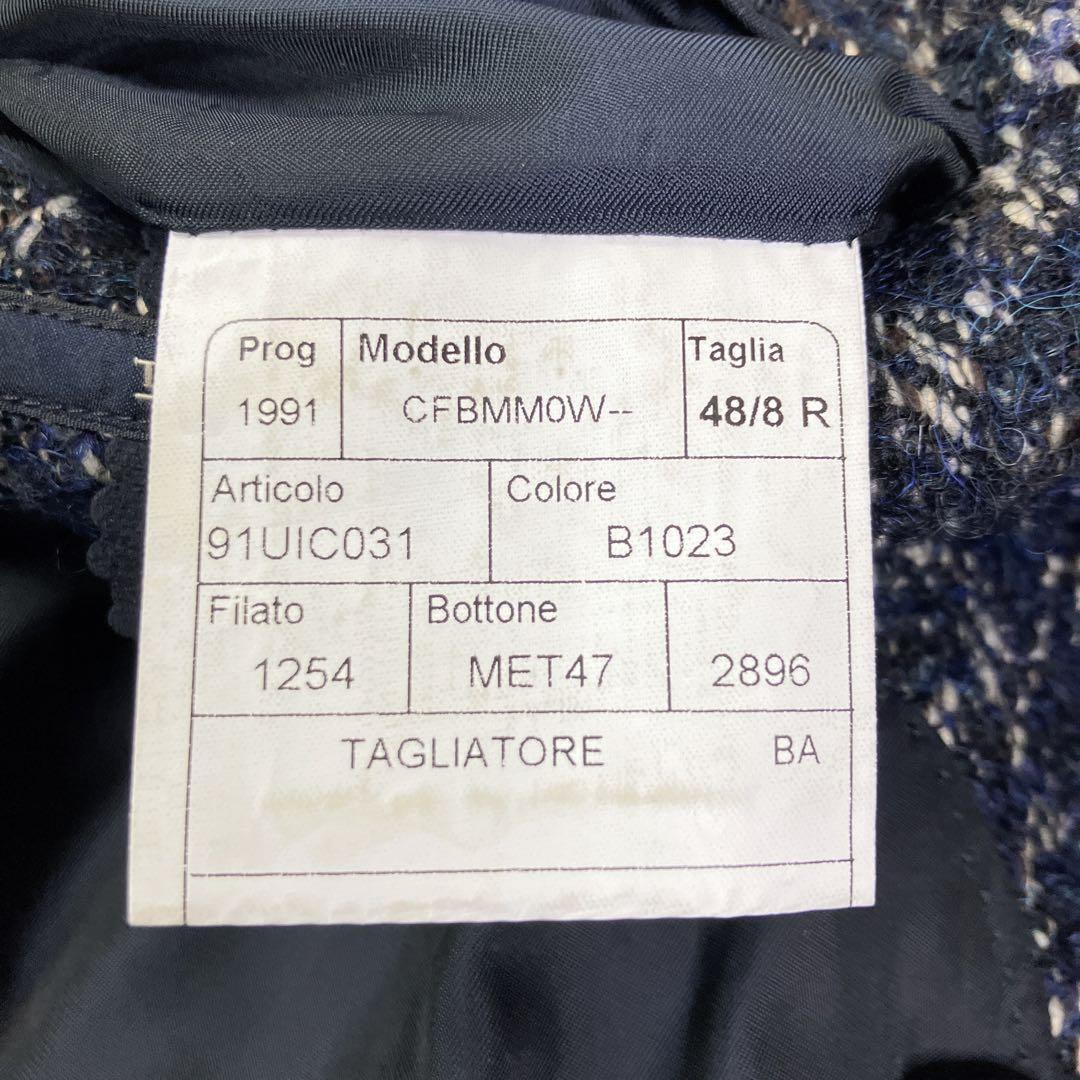 Prog Modello Taglia
1991 CFBMM0W-- 48/8 R
Articolo Colore
91UIC031 B1023
Filato Bottone
1254 MET47 2896
TAGLIATORE BA